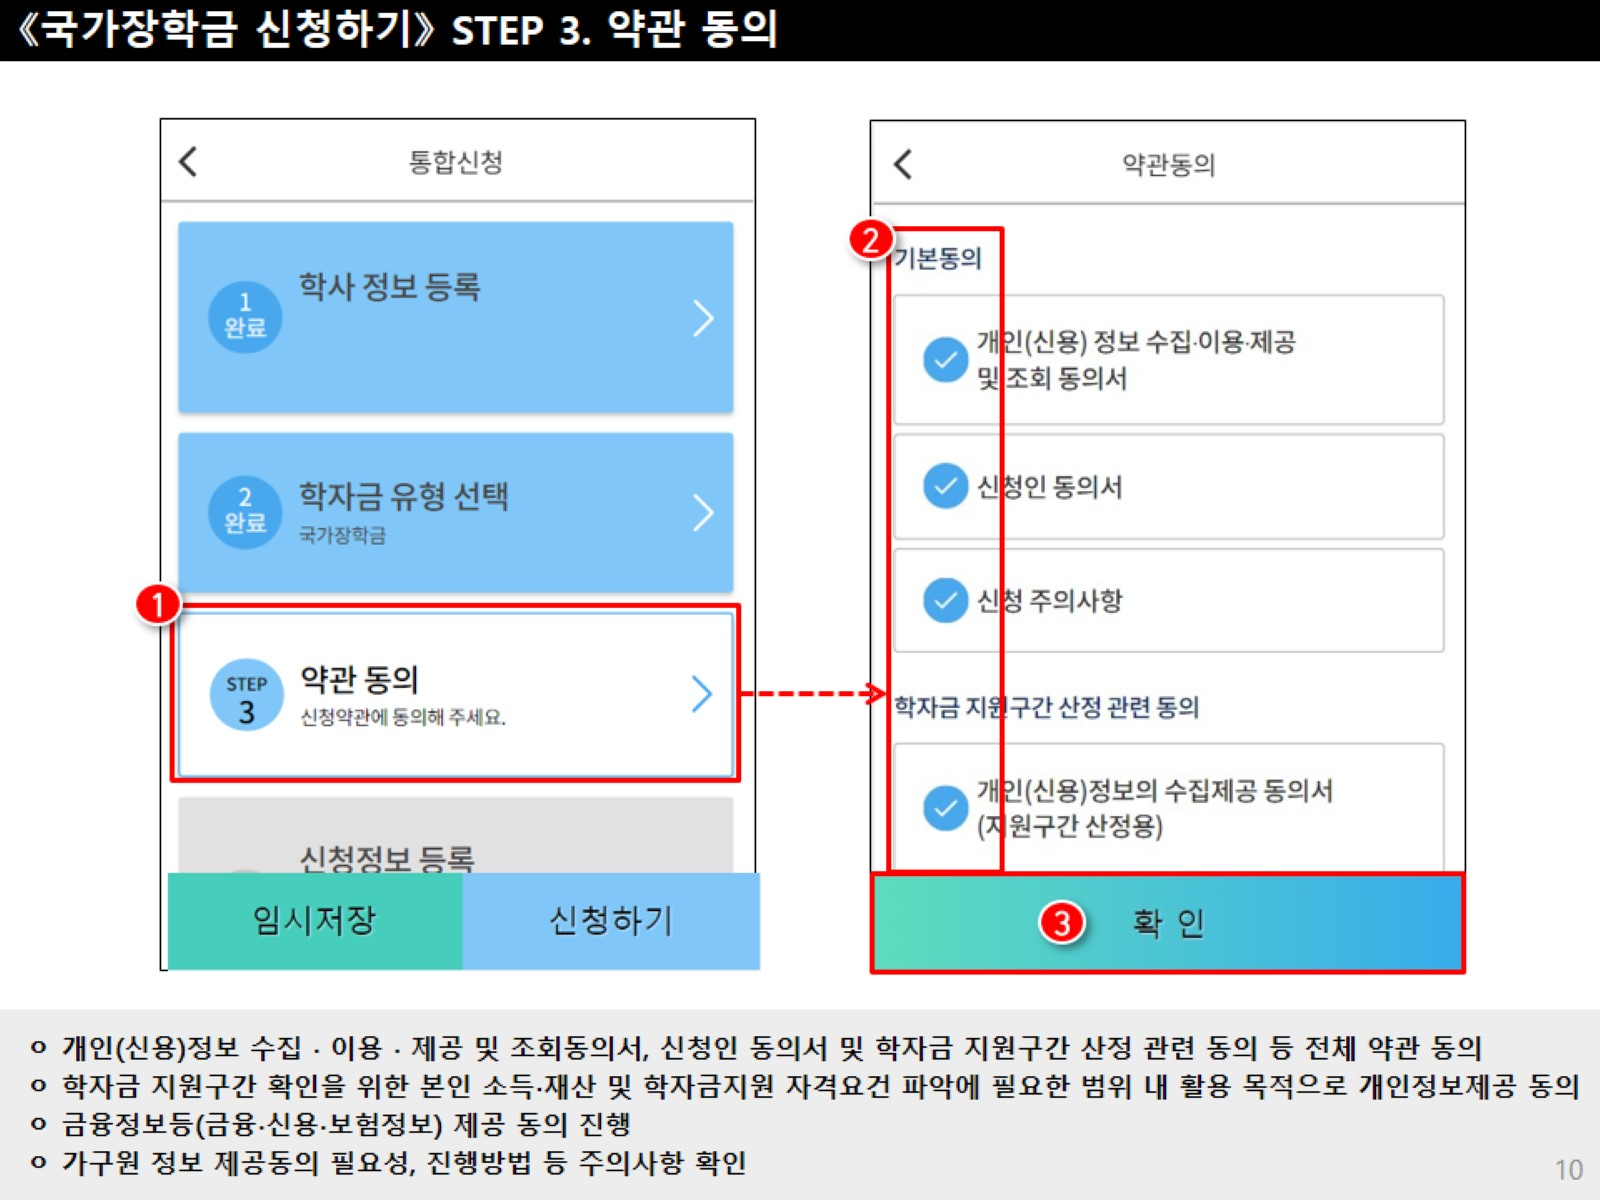 《국가장학금 신청하기》 STEP 3. 약관 동의
통합신청
1
완료
학사 정보 등록
2
완료
학자금 유형 선택
국가장학금
1
STEP
3
약관 동의
신청약관에 동의해 주세요.
신청정보 등록
임시저장
신청하기
약관동의
2
기본동의
개인(신용) 정보 수집·이용·제공
및 조회 동의서
신청인 동의서
신청 주의사항
학자금 지원구간 산정 관련 동의
개인(신용)정보의 수집제공 동의서
(지원구간 산정용)
3
확 인
ㅇ 개인(신용)정보 수집 · 이용 · 제공 및 조회동의서, 신청인 동의서 및 학자금 지원구간 산정 관련 동의 등 전체 약관 동의
ㅇ 학자금 지원구간 확인을 위한 본인 소득·재산 및 학자금지원 자격요건 파악에 필요한 범위 내 활용 목적으로 개인정보제공 동의
ㅇ 금융정보등(금융·신용·보험정보) 제공 동의 진행
ㅇ 가구원 정보 제공동의 필요성, 진행방법 등 주의사항 확인
10